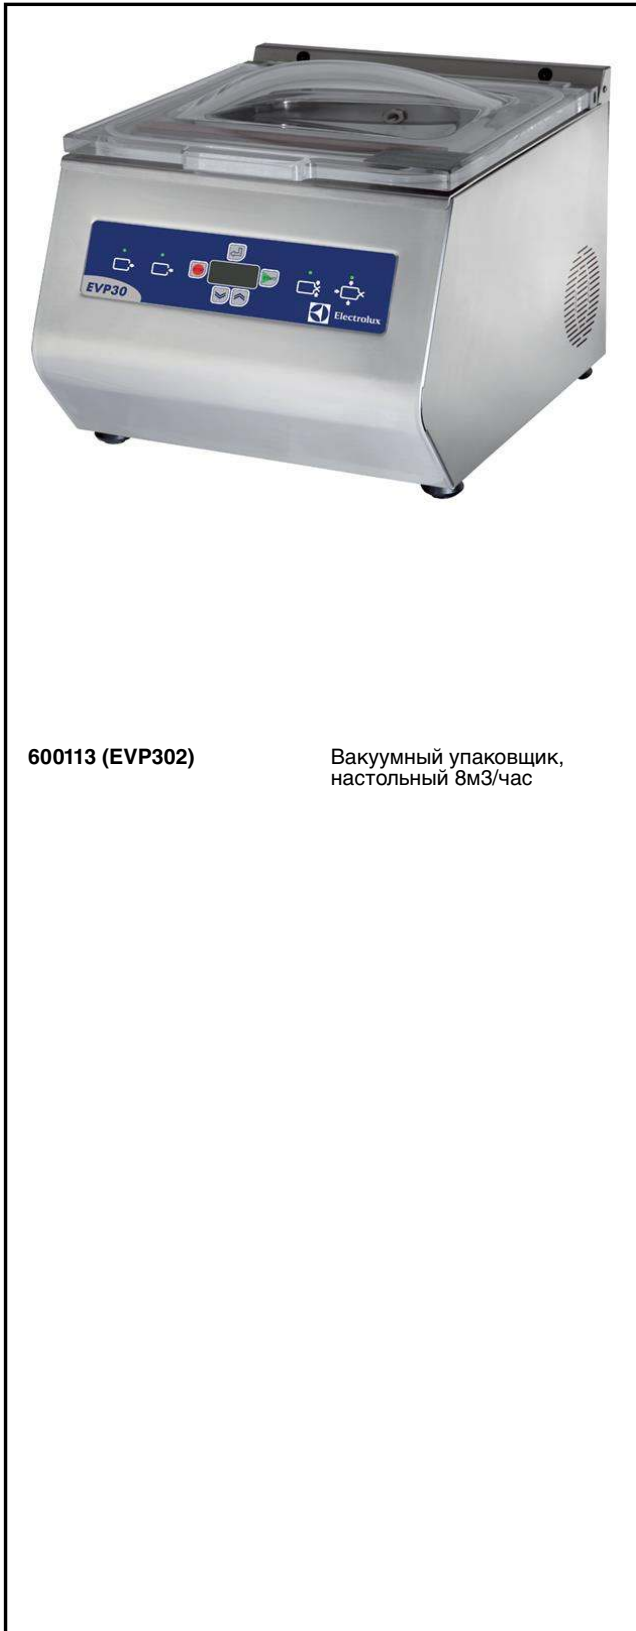 EVP30
Electrolux
600113 (EVP302)
Вакуумный упаковщик,
настольный 8м3/час